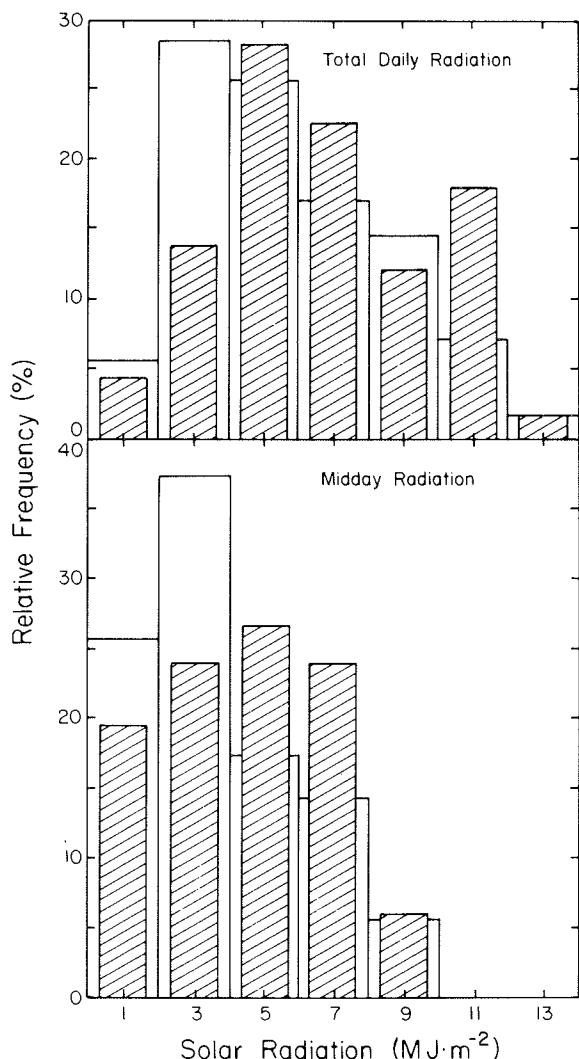 30
Total Daily Radiation
20
10
0
40
Midday Radiation
30
20
10
0
Relative Frequency (%)
1 3 5 7 9 11 13
Solar Radiation (MJ·m⁻²)